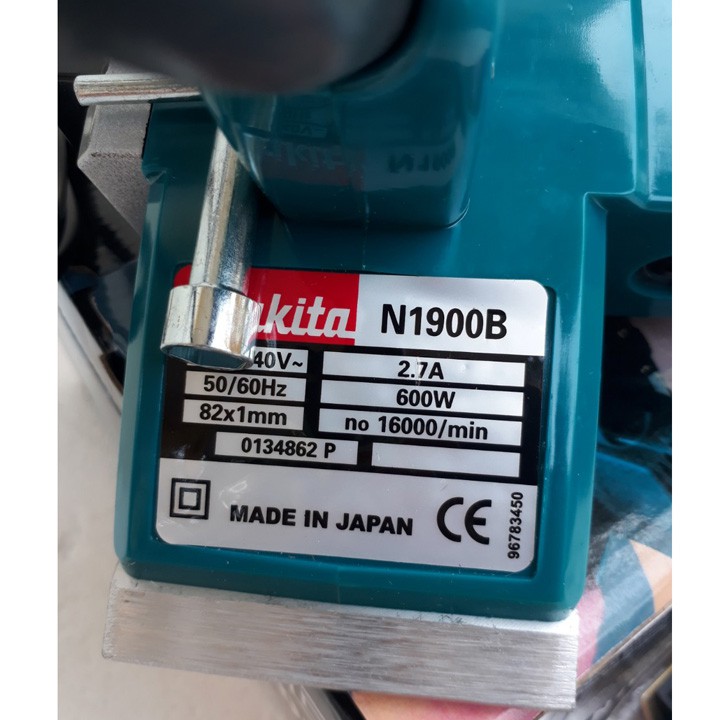 kita N1900B
40V~ 2.7A
50/60Hz 600W
82x1mm no 16000/min
0134862 P
MADE IN JAPAN CE
96783450